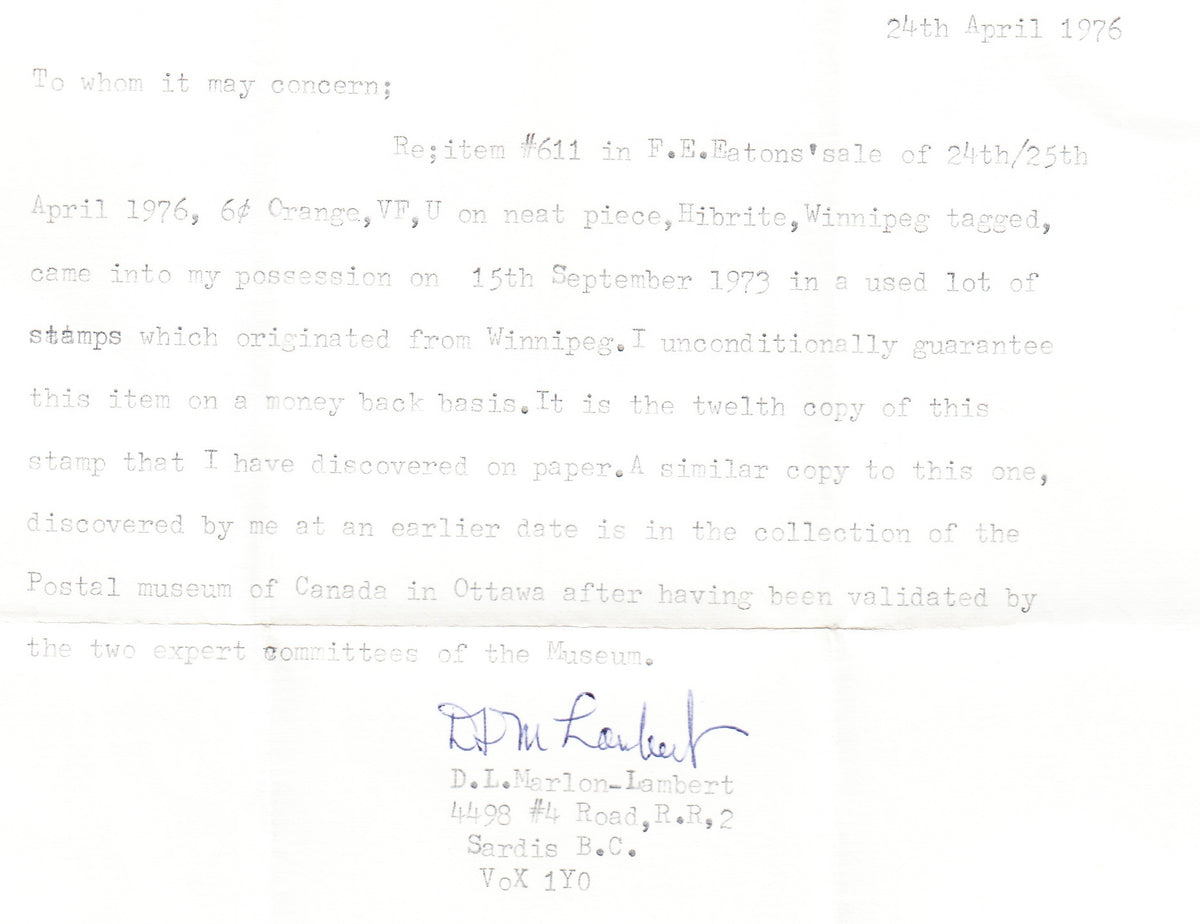 24th April 1976
To whom it may concern;
Re;item #611 in F.E.Eatons'sale of 24th/25th
April 1976, 6¢ Orange,VF,U on neat piece,Hibrite,Winnipeg tagged,
came into my possession on 15th September 1973 in a used lot of
stamps which originated from Winnipeg.I unconditionally guarantee
this item on a money back basis.It is the twelth copy of this
stamp that I have discovered on paper.A similar copy to this one,
discovered by me at an earlier date is in the collection of the
Postal museum of Canada in Ottawa after having been validated by
the two expert committees of the Museum.
D L M Lambert
D.L.Marlon-Lambert
4498 #4 Road,R.R,2
Sardis B.C.
VoX 1Y0